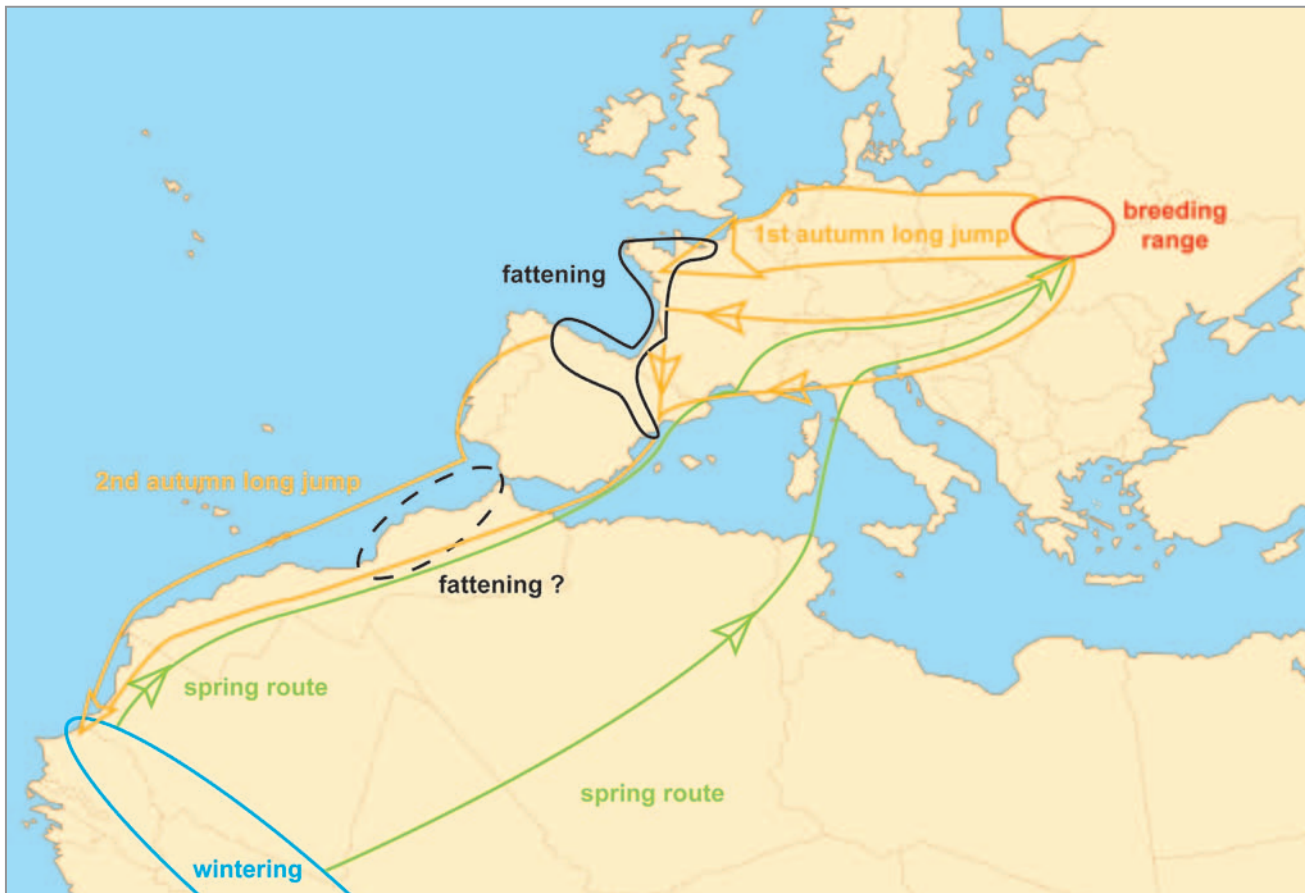 breeding
range
1st autumn long jump
fattening
2nd autumn long jump
fattening ?
spring route
spring route
wintering